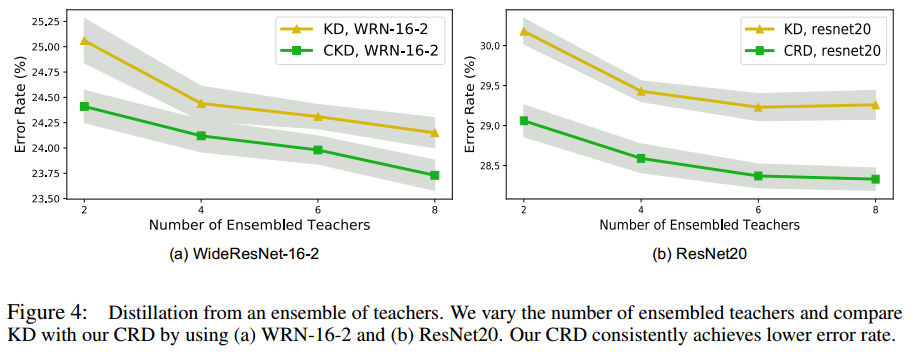 25.25
25.00
24.75
24.50
24.25
24.00
23.75
23.50
Error Rate (%)
KD, WRN-16-2
CKD, WRN-16-2
2 4 6 8
Number of Ensembled Teachers
(a) WideResNet-16-2
30.0
29.5
29.0
28.5
Error Rate (%)
KD, resnet20
CRD, resnet20
2 4 6 8
Number of Ensembled Teachers
(b) ResNet20
Figure 4: Distillation from an ensemble of teachers. We vary the number of ensembled teachers and compare
KD with our CRD by using (a) WRN-16-2 and (b) ResNet20. Our CRD consistently achieves lower error rate.